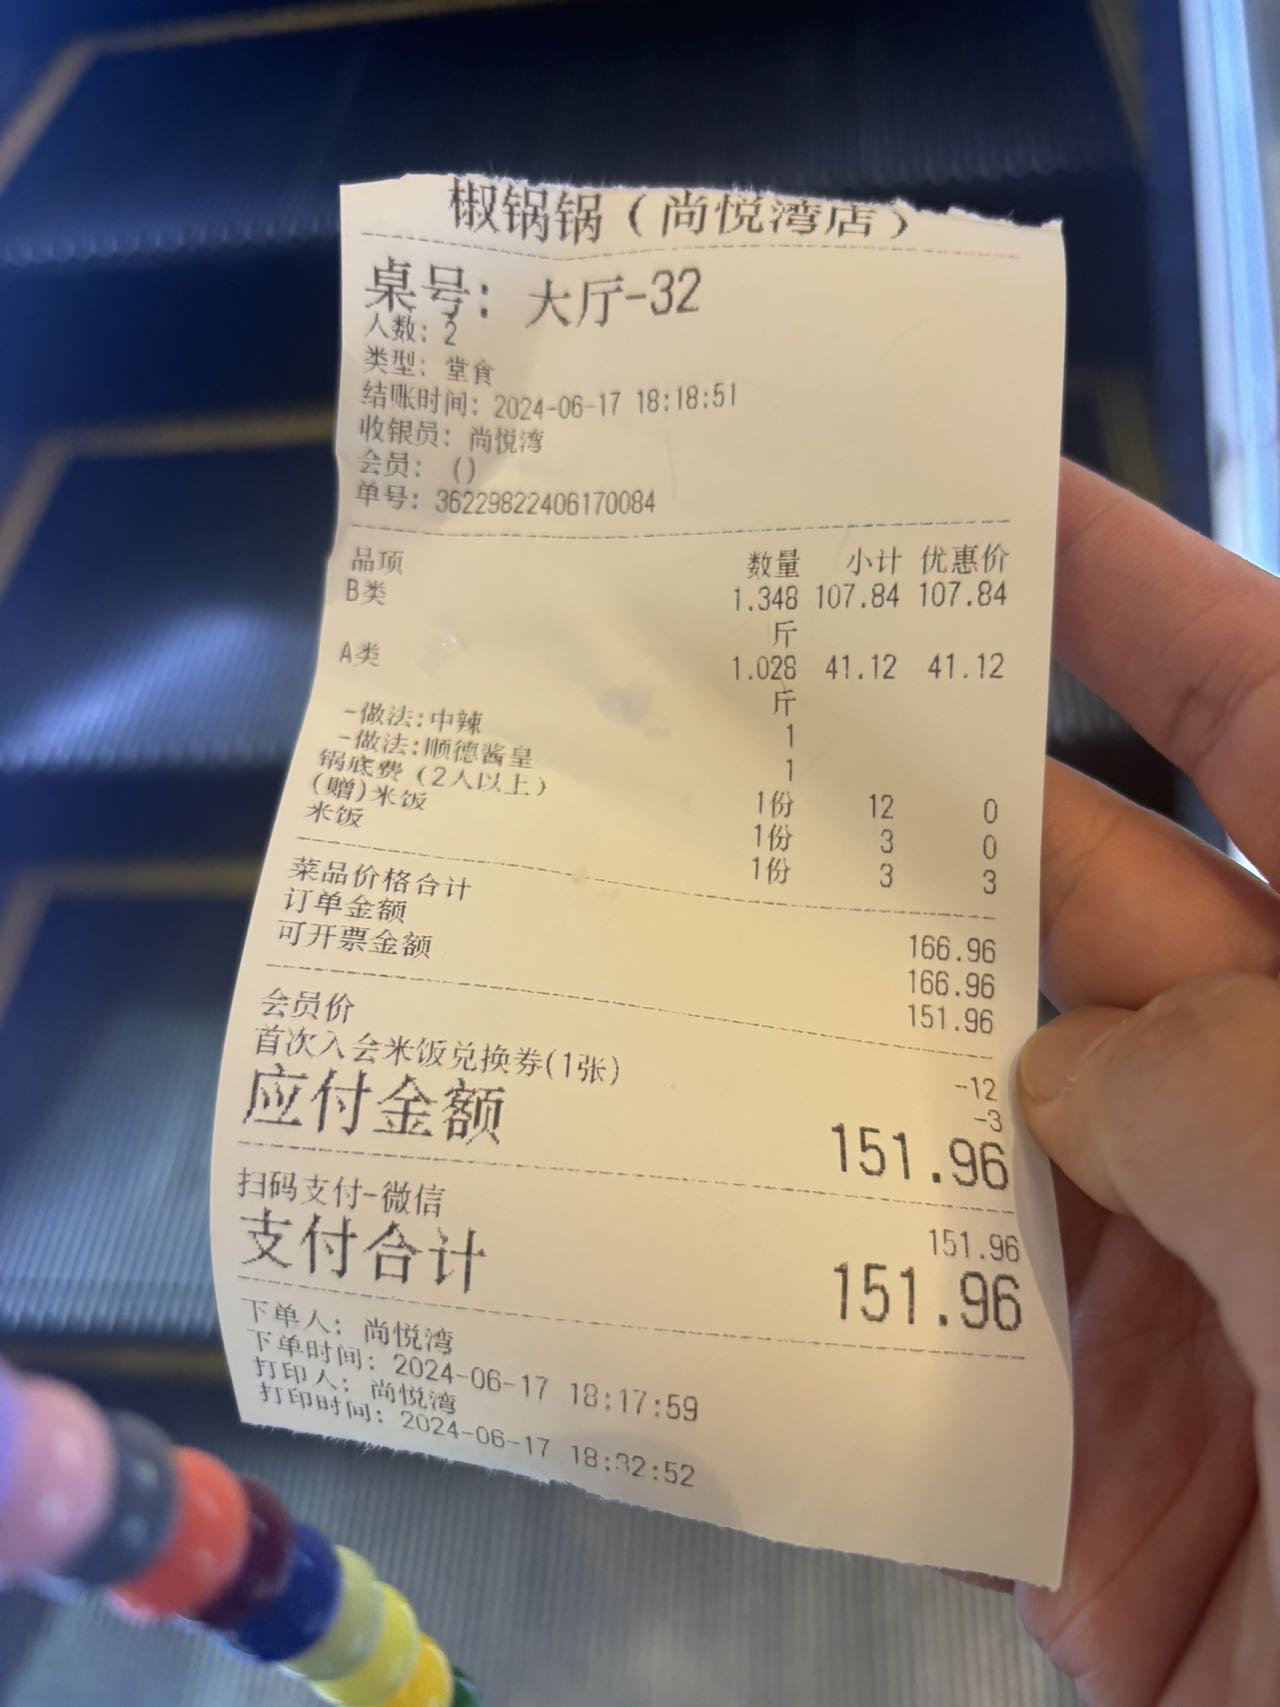 椒锅锅（尚悦湾店）
桌号：大厅-32
人数：2
类型：堂食
结账时间：2024-06-17 18:18:51
收银员：尚悦湾
会员：()
单号：36229822406170084
品项 数量 小计 优惠价
B类 1.348 107.84 107.84
斤
A类 1.028 41.12 41.12
斤
-做法:中辣 1
-做法:顺德酱皇 1
锅底费（2人以上） 1份 12 0
(赠)米饭 1份 3 0
米饭 1份 3 3
菜品价格合计 166.96
订单金额 166.96
可开票金额 151.96
会员价 -12
首次入会米饭兑换券(1张) -3
应付金额 151.96
扫码支付-微信 151.96
支付合计 151.96
下单人：尚悦湾
下单时间：2024-06-17 18:17:59
打印人：尚悦湾
打印时间：2024-06-17 18:32:52